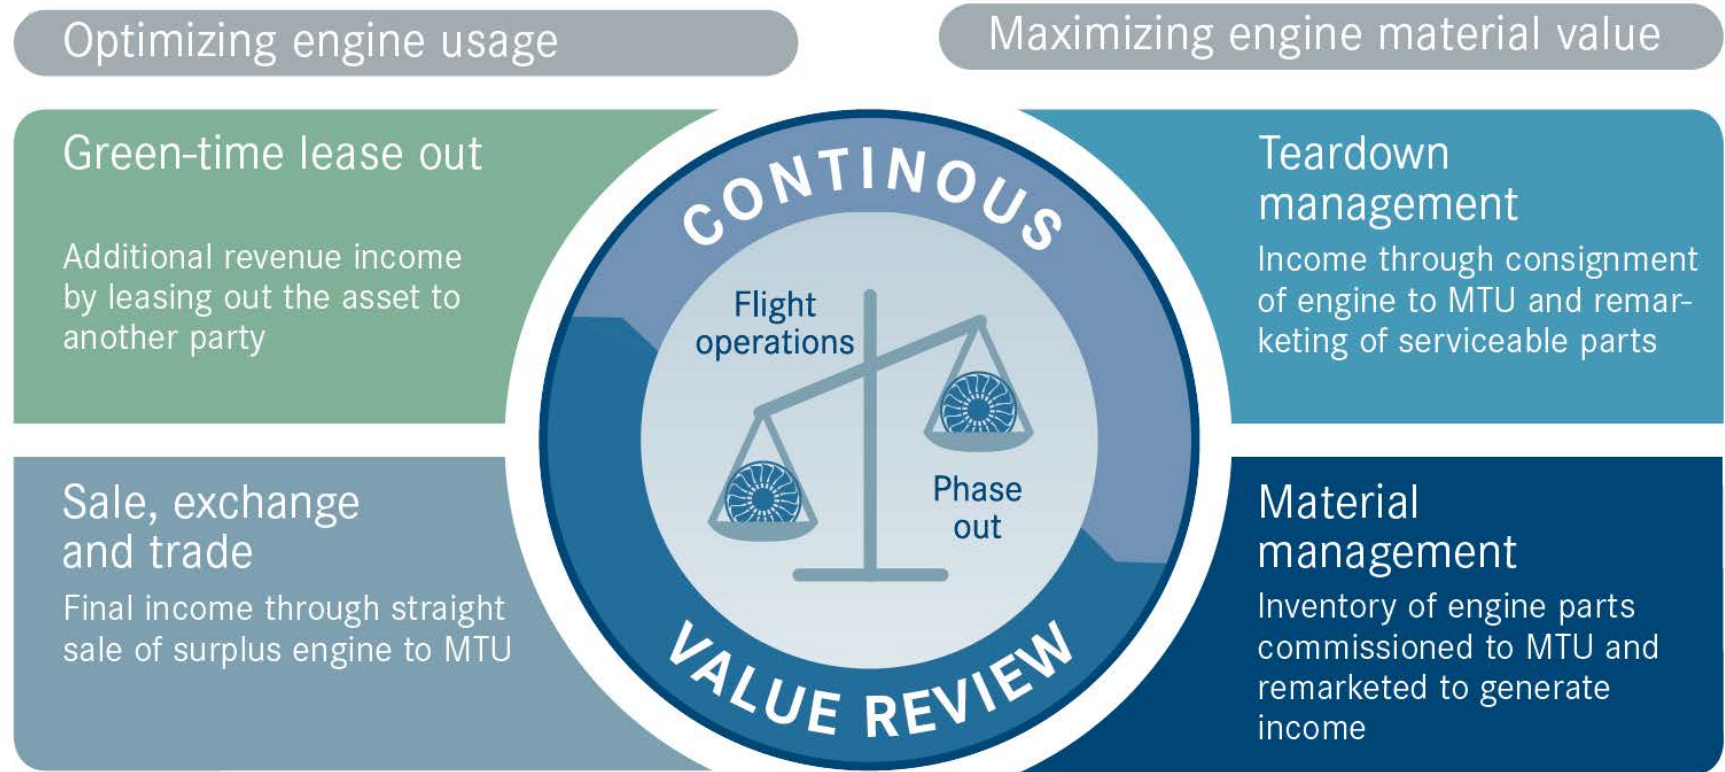 Optimizing engine usage
Maximizing engine material value
Green-time lease out
Additional revenue income
by leasing out the asset to
another party
Sale, exchange
and trade
Final income through straight
sale of surplus engine to MTU
CONTINOUS
Flight
operations
Phase
out
VALUE REVIEW
Teardown
management
Income through consignment
of engine to MTU and remar-
keting of serviceable parts
Material
management
Inventory of engine parts
commissioned to MTU and
remarketed to generate
income